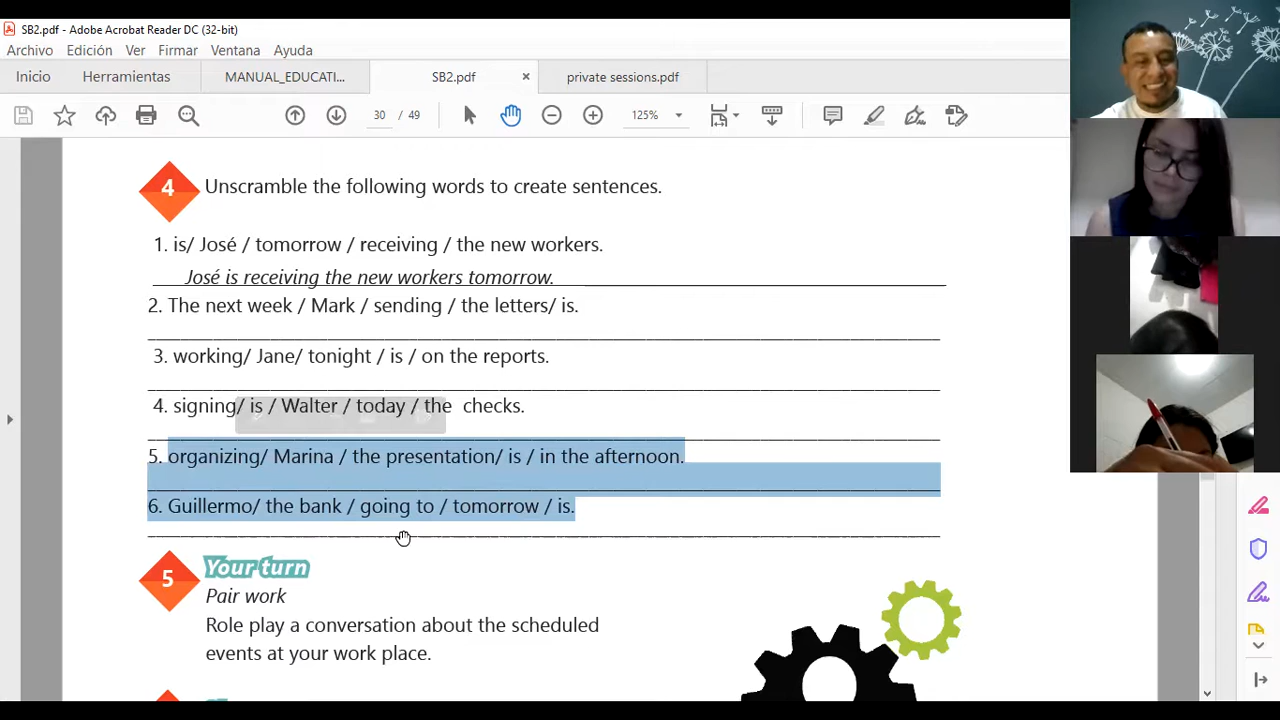 SB2.pdf - Adobe Acrobat Reader DC (32-bit)
Archivo Edición Ver Firmar Ventana Ayuda
Inicio Herramientas MANUAL_EDUCATI... SB2.pdf × private sessions.pdf
30 / 49 125%
4 Unscramble the following words to create sentences.
1. is/ José / tomorrow / receiving / the new workers.
José is receiving the new workers tomorrow.
2. The next week / Mark / sending / the letters/ is.
3. working/ Jane/ tonight / is / on the reports.
4. signing/ is / Walter / today / the checks.
5. organizing/ Marina / the presentation/ is / in the afternoon.
6. Guillermo/ the bank / going to / tomorrow / is.
5 Your turn
Pair work
Role play a conversation about the scheduled
events at your work place.